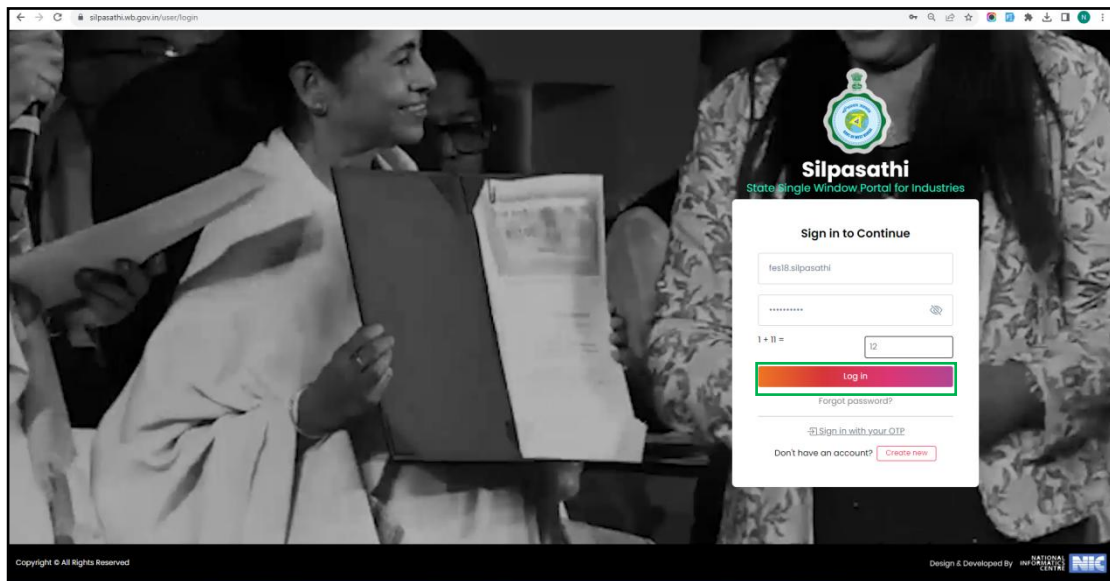 silpasathi.wb.gov.in/user/login
N
Silpasathi
State Single Window Portal for Industries
Sign in to Continue
fes18.silpasathi
••••••••••
1 + 11 =
12
Log in
Forgot password?
Sign in with your OTP
Don't have an account? Create new
Copyright © All Rights Reserved
Design & Developed By
NATIONAL
INFORMATICS
CENTRE
NIC